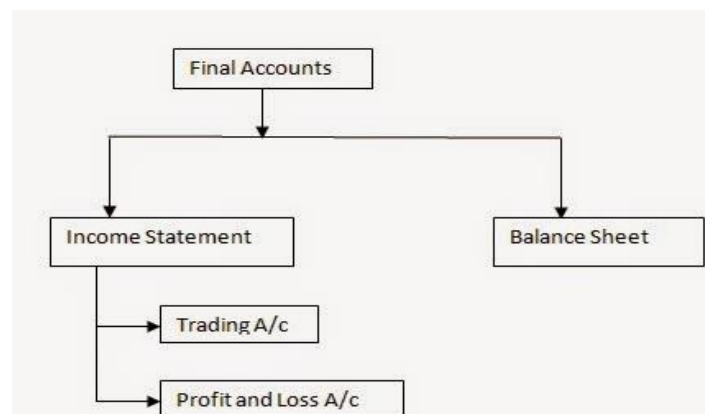 Final Accounts
Income Statement
Balance Sheet
Trading A/c
Profit and Loss A/c